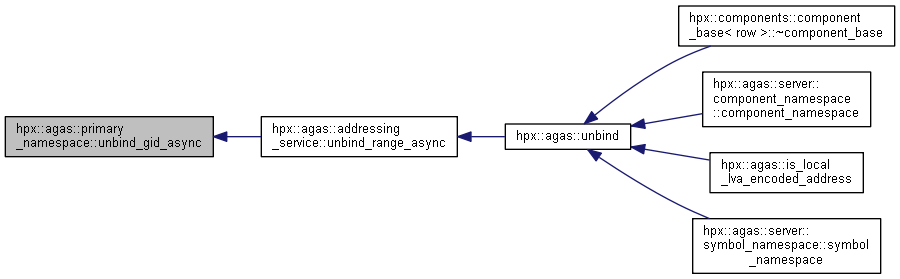 hpx::agas::primary
_namespace::unbind_gid_async
hpx::agas::addressing
_service::unbind_range_async
hpx::agas::unbind
hpx::components::component
_base< row >::~component_base
hpx::agas::server::
component_namespace
::component_namespace
hpx::agas::is_local
_lva_encoded_address
hpx::agas::server::
symbol_namespace::symbol
_namespace